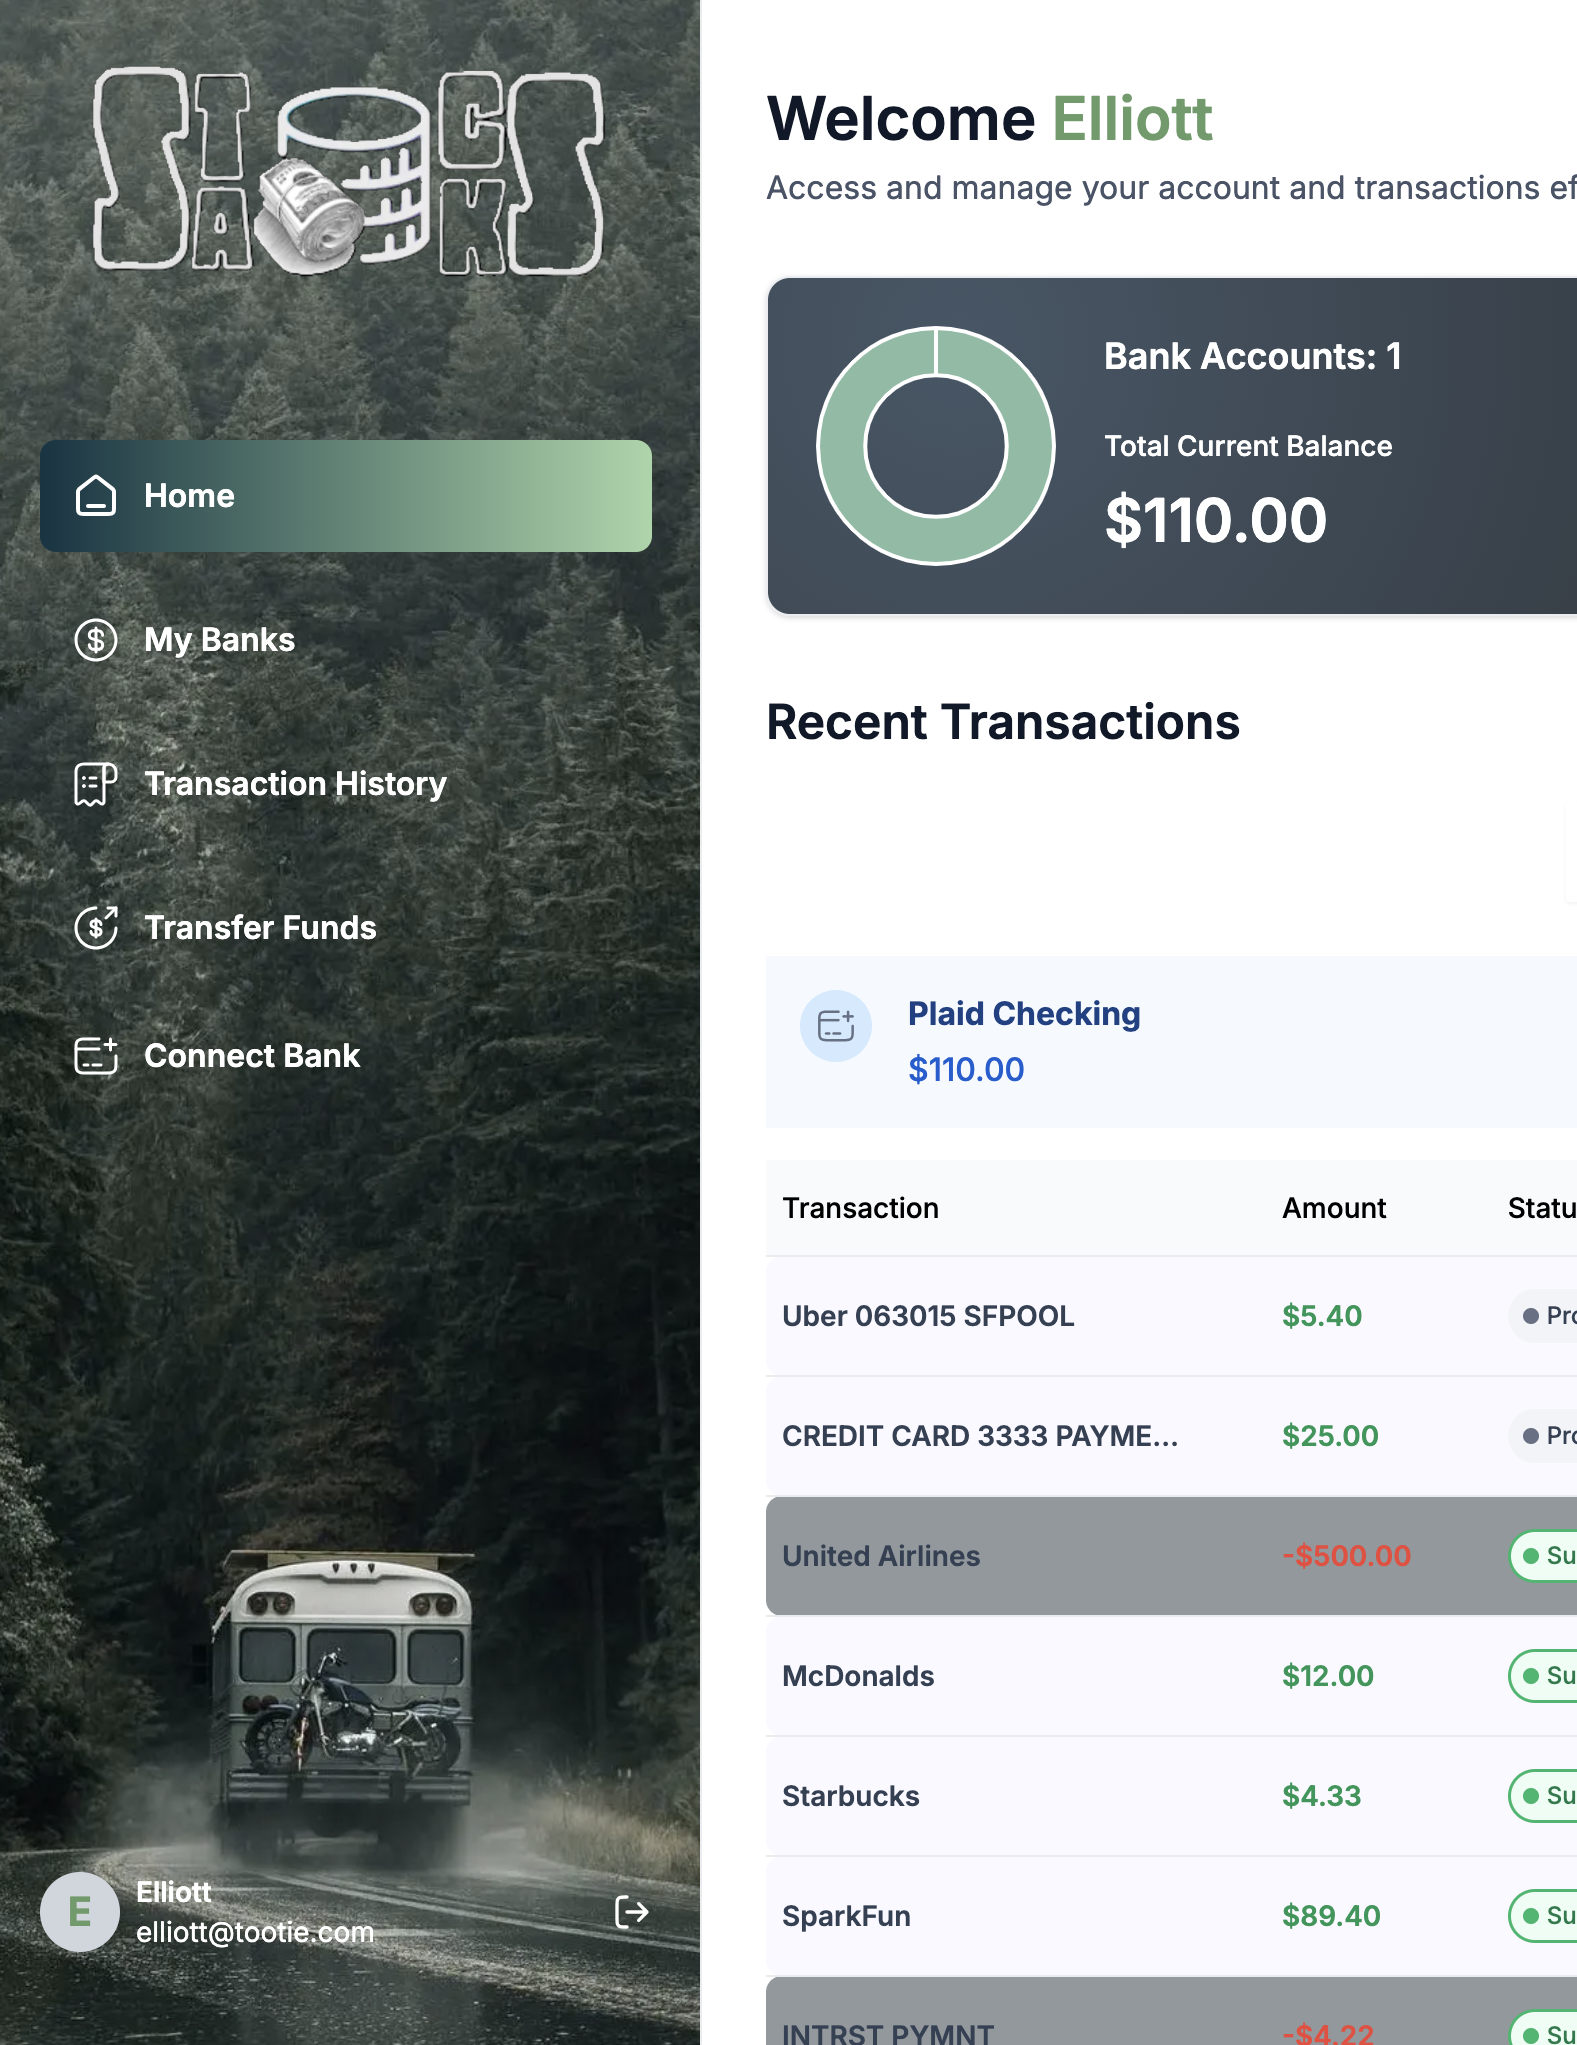 STACKS
Home
My Banks
Transaction History
Transfer Funds
Connect Bank
E
Elliott
elliott@tootie.com
Welcome Elliott
Access and manage your account and transactions ef
Bank Accounts: 1
Total Current Balance
$110.00
Recent Transactions
Plaid Checking
$110.00
Transaction Amount Statu
Uber 063015 SFPOOL $5.40 Pro
CREDIT CARD 3333 PAYME... $25.00 Pro
United Airlines -$500.00 Su
McDonalds $12.00 Su
Starbucks $4.33 Su
SparkFun $89.40 Su
INTRST PYMNT -$4.22 Su